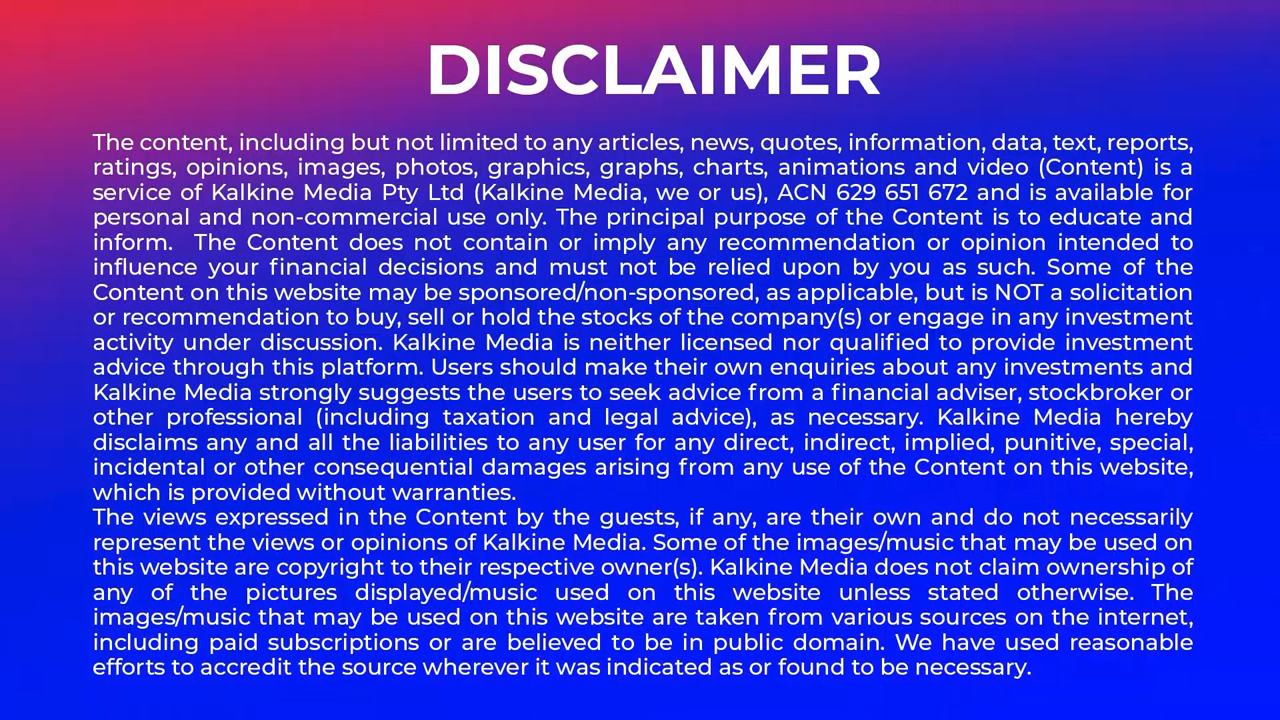 DISCLAIMER
The content, including but not limited to any articles, news, quotes, information, data, text, reports,
ratings, opinions, images, photos, graphics, graphs, charts, animations and video (Content) is a
service of Kalkine Media Pty Ltd (Kalkine Media, we or us), ACN 629 651 672 and is available for
personal and non-commercial use only. The principal purpose of the Content is to educate and
inform.  The Content does not contain or imply any recommendation or opinion intended to
influence your financial decisions and must not be relied upon by you as such. Some of the
Content on this website may be sponsored/non-sponsored, as applicable, but is NOT a solicitation
or recommendation to buy, sell or hold the stocks of the company(s) or engage in any investment
activity under discussion. Kalkine Media is neither licensed nor qualified to provide investment
advice through this platform. Users should make their own enquiries about any investments and
Kalkine Media strongly suggests the users to seek advice from a financial adviser, stockbroker or
other professional (including taxation and legal advice), as necessary. Kalkine Media hereby
disclaims any and all the liabilities to any user for any direct, indirect, implied, punitive, special,
incidental or other consequential damages arising from any use of the Content on this website,
which is provided without warranties.
The views expressed in the Content by the guests, if any, are their own and do not necessarily
represent the views or opinions of Kalkine Media. Some of the images/music that may be used on
this website are copyright to their respective owner(s). Kalkine Media does not claim ownership of
any of the pictures displayed/music used on this website unless stated otherwise. The
images/music that may be used on this website are taken from various sources on the internet,
including paid subscriptions or are believed to be in public domain. We have used reasonable
efforts to accredit the source wherever it was indicated as or found to be necessary.